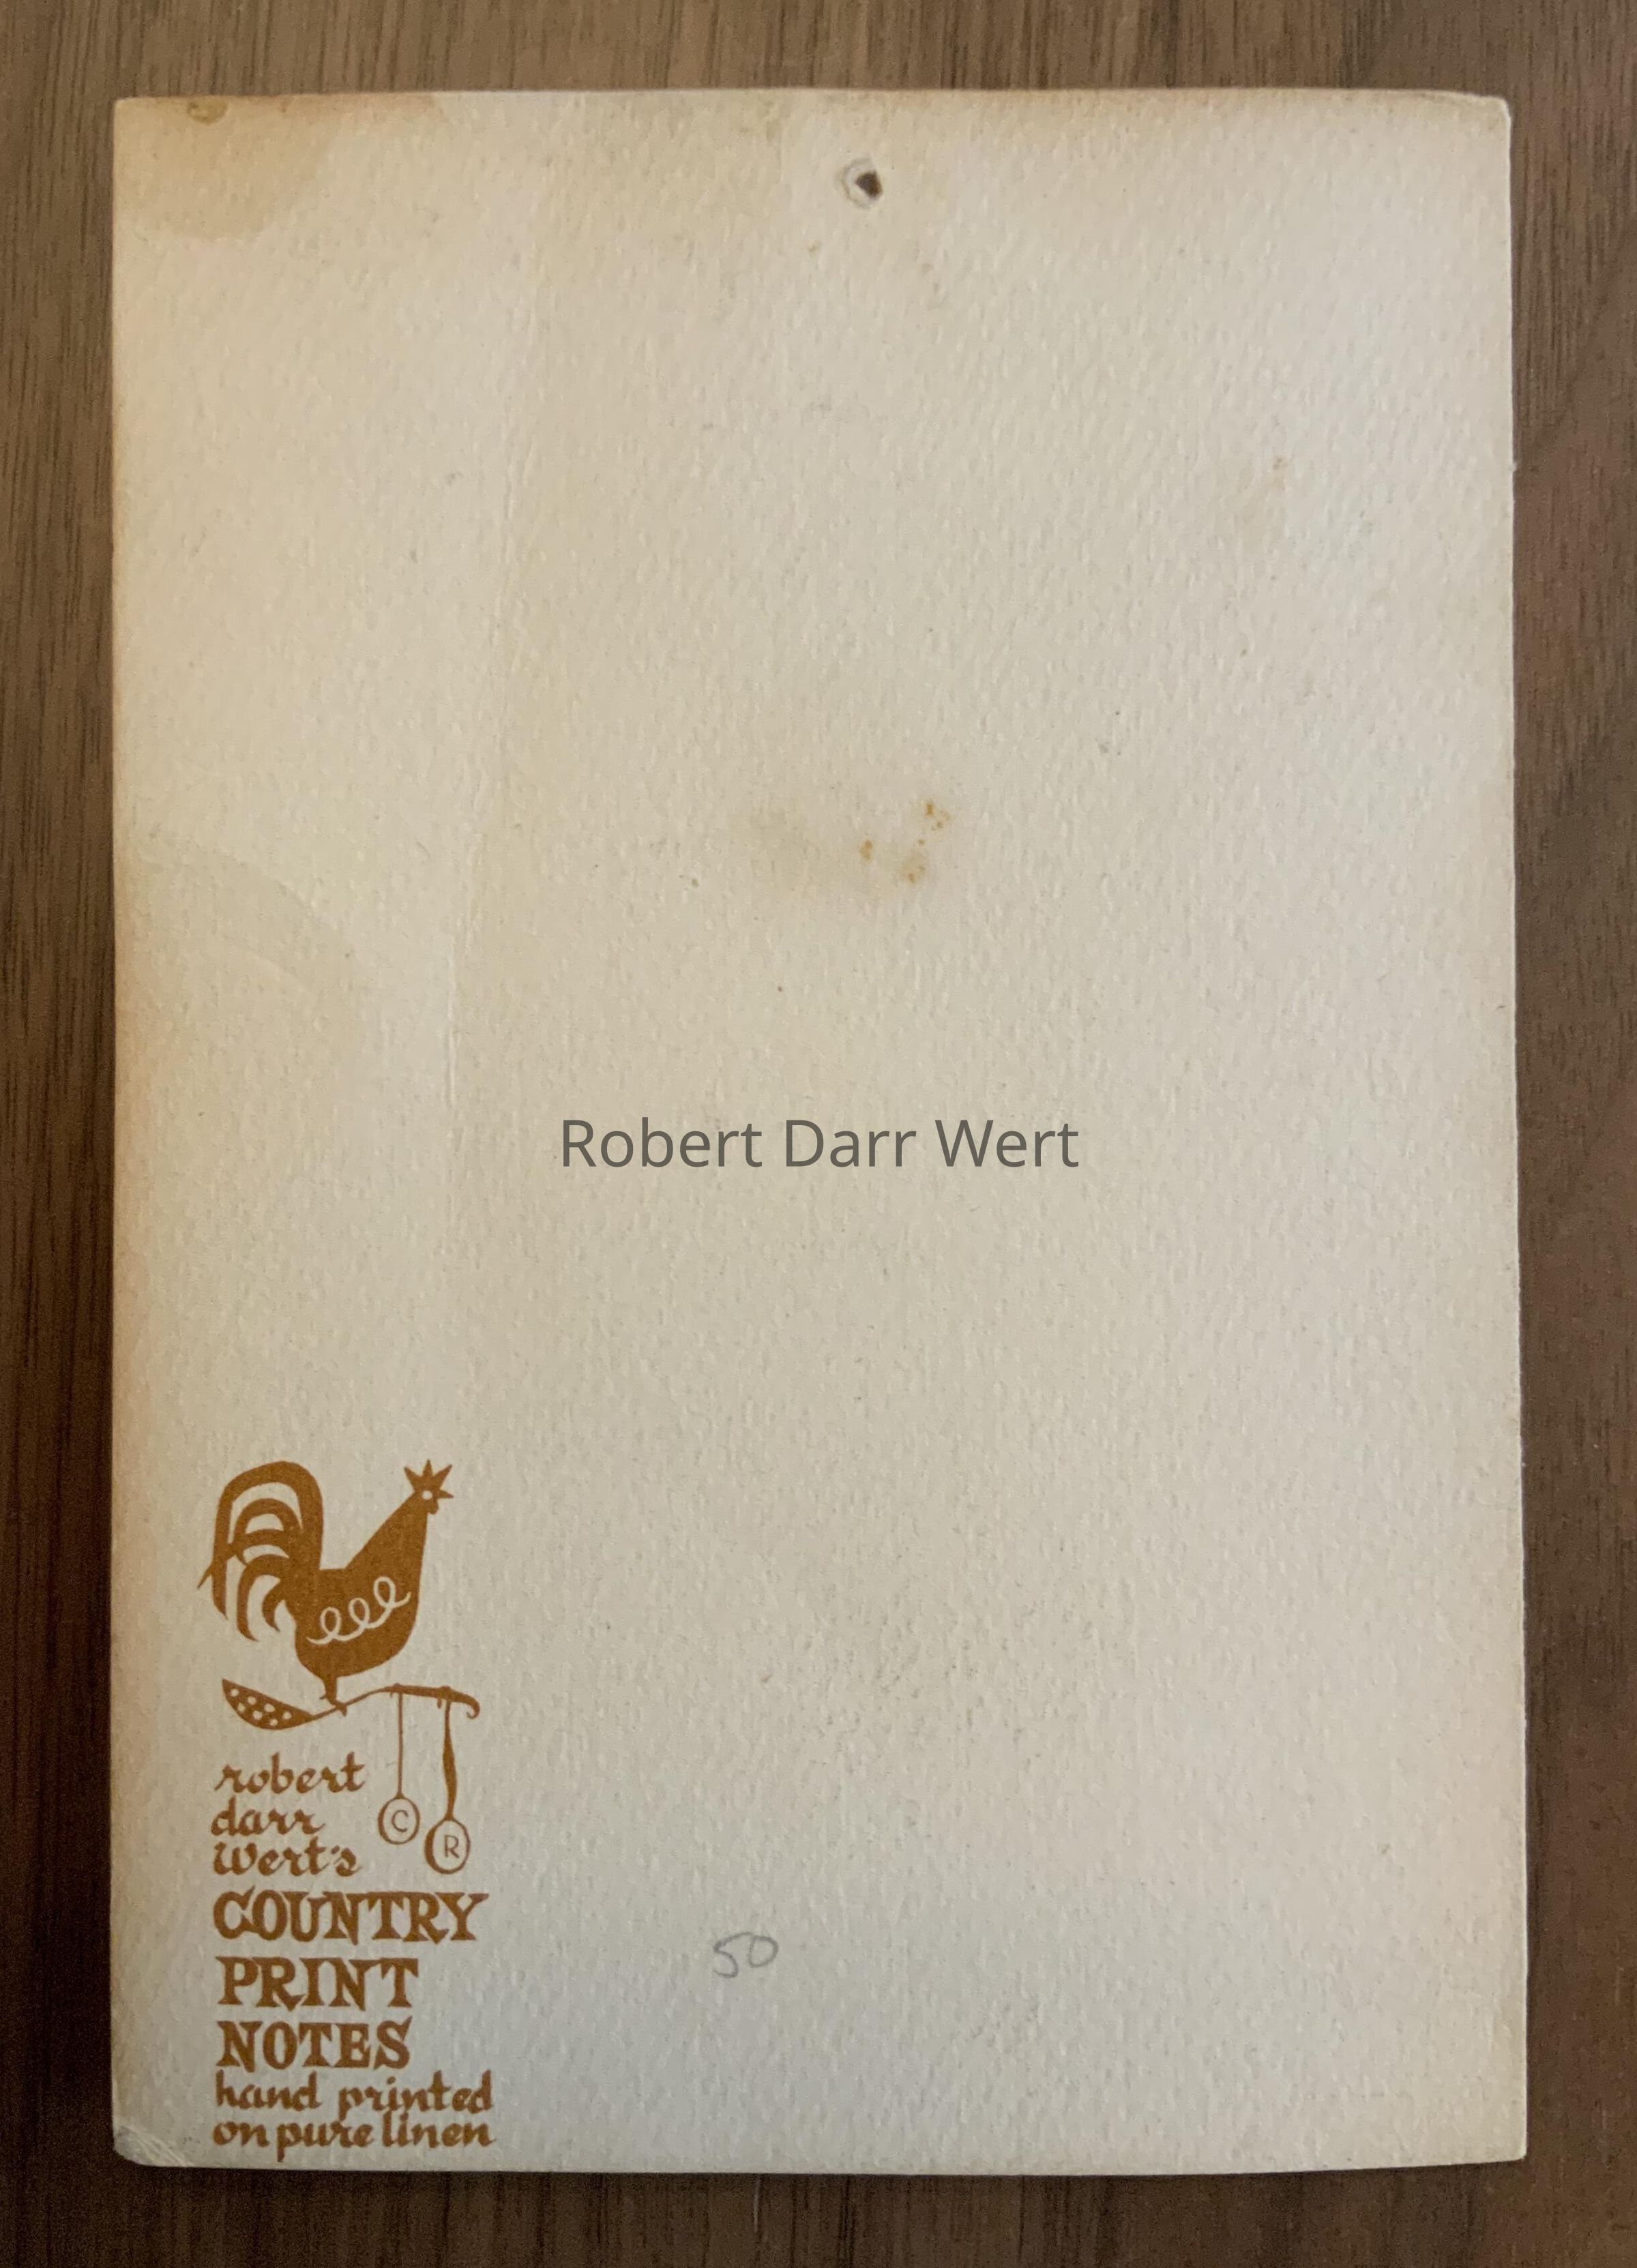 Robert Darr Wert
robert
darr
wert's
© ®
COUNTRY
PRINT
NOTES
hand printed
on pure linen
50